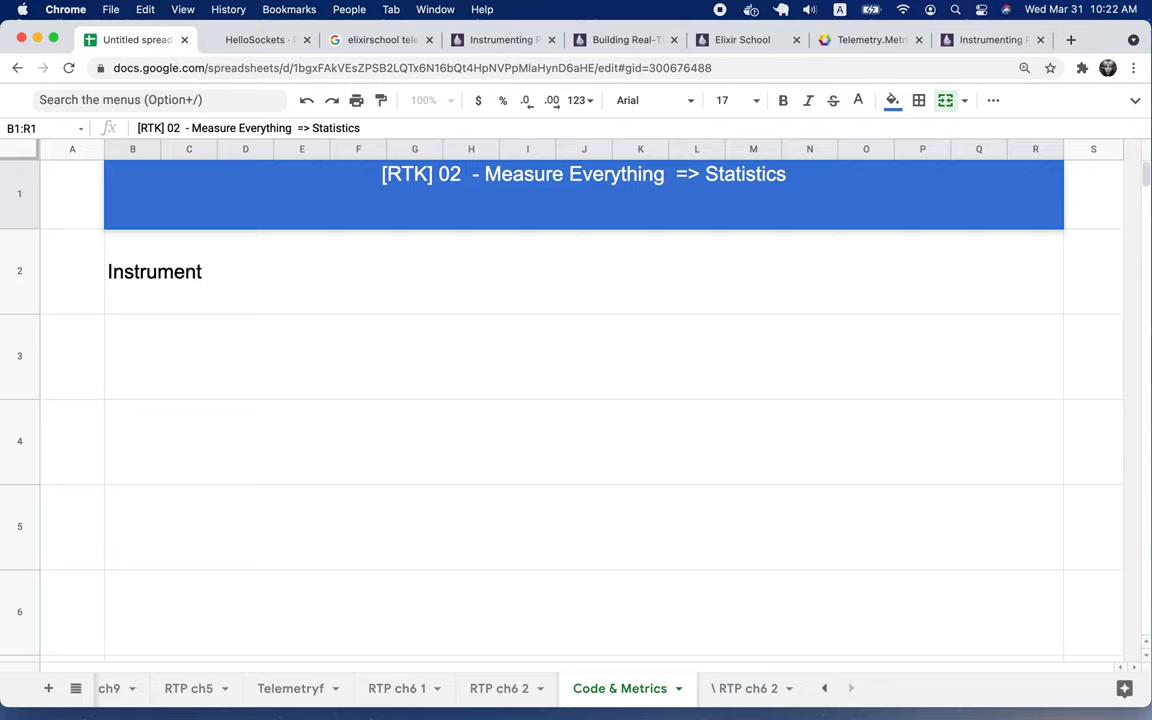 Chrome File Edit View History Bookmarks People Tab Window Help A Wed Mar 31 10:22 AM
Untitled spread HelloSockets - elixirschool tele Instrumenting P Building Real-Ti Elixir School Telemetry.Metri Instrumenting P
docs.google.com/spreadsheets/d/1bgxFAkVEsZPSB2LQTx6N16bQt4HpNVPpMlaHynD6aHE/edit#gid=300676488
Search the menus (Option+/) 100% $ % .0 .00 123 Arial 17 B I S A
B1:R1 fx [RTK] 02 - Measure Everything => Statistics
A B C D E F G H I J K L M N O P Q R S
1 [RTK] 02 - Measure Everything => Statistics
2 Instrument
3
4
5
6
ch9 RTP ch5 Telemetryf RTP ch6 1 RTP ch6 2 Code & Metrics \ RTP ch6 2